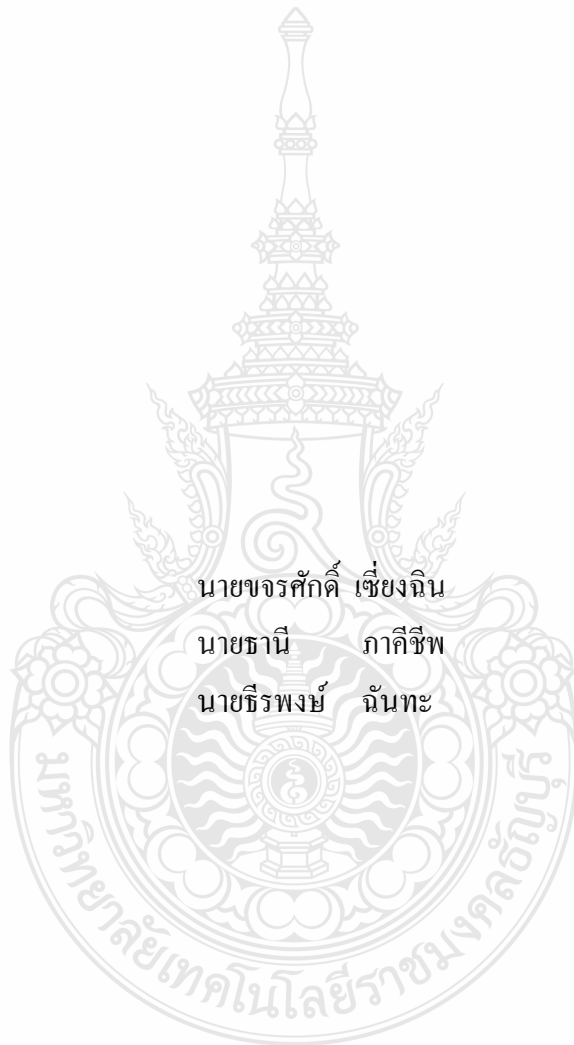 นายขจรศักดิ์ เซี่ยงฉิน
นายธานี ภาคีชีพ
นายธีรพงษ์ ฉันทะ
มหาวิทยาลัยเทคโนโลยีราชมงคลธัญบุรี